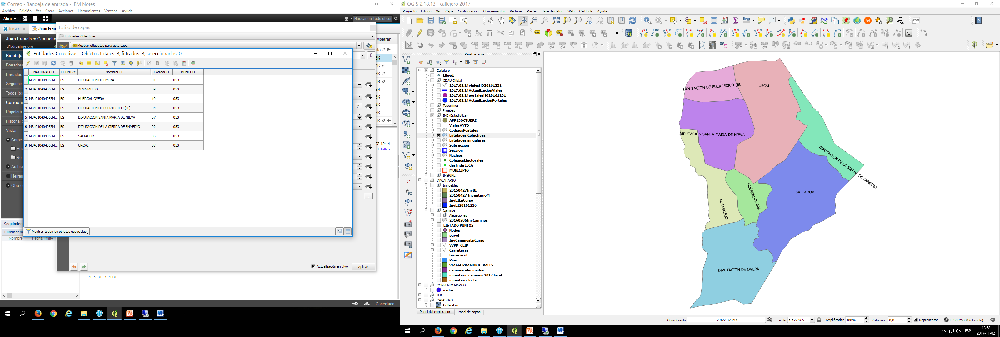 Correo - Bandeja de entrada - IBM Notes
Archivo Edición Ver Crear Acciones Herramientas Ventana Ayuda
Abrir
Buscar en Todo el corr
Inicio
Juan Fran
Juan Francisco Camacho
d1.dipalme.org
Bandeja
Borradore
Enviados
Seguimie
Todos los
Correo n
Papelera
Historial
Vistas
Carpet
Archiva
Herran
Otro c
Seguimien
Eliminar m
Nombre Fecha límite
Mostrar
02 12:14
detalles
955 033 940
Conectado
Estilo de capas
Entidades Colectivas
Mostrar etiquetas para esta capa
Actualización en vivo
Aplicar
Entidades Colectivas :: Objetos totales: 8, filtrados: 8, seleccionados: 0
NATIONALCO COUNTRY NombreCO CodigoCO MuniCOD
1 M34010404053M... ES DIPUTACION DE OVERA 01 053
2 M34010404053M... ES ALMAJALEJO 09 053
3 M34010404053M... ES HUÉRCAL-OVERA 10 053
4 M34010404053M... ES DIPUTACION DE PUERTECICO (EL) 04 053
5 M34010404053M... ES DIPUTACION SANTA MARIA DE NIEVA 07 053
6 M34010404053M... ES DIPUTACION DE LA SIERRA DE ENMEDIO 02 053
7 M34010404053M... ES SALTADOR 06 053
8 M34010404053M... ES URCAL 08 053
Mostrar todos los objetos espaciales
QGIS 2.18.13 - callejero 2017
Proyecto Edición Ver Capa Configuración Complementos Vectorial Ráster Base de datos Web CadTools Ayuda
Panel de capas
Callejero
Libro1
CDAU Oficial
2017.02.24vialesHO20161231
2017.02.24ActualizacionViales
2017.02.24portalesHO20161231
2017.02.24ActualizacionPortales
Toponimos
Pruebas
INE (Estadistica)
APP13OCTUBRE
VialesAYTO
CodigosPostales
Entidades Colectivas
Entidades singulares
Subseccion
Seccion
Nucleos
ColegiosElectorales
deslinde IECA
MUNICIPIO
INSPIRE
INVENTARIO
Inmuebles
20150427InvBI
20150427 InventarioM
InvBIEnCurso
InvBI20161216
Caminos
Alegaciones
20160206InvCaminos
LISTADO PUNTOS
Nodos
puyol
InvCaminosEnCurso
VVPP_CLIP
Carreteras
ferrocarril
Rios
VIASSUPRAMUNICIPALES
caminos eliminados
inventario caminos 2017 local
inventaroi locla
CONVENIO MARCO
vados
JFK
CATASTRO
Catastro
Panel del explorador Panel de capas
DIPUTACION DE PUERTECICO (EL)
URCAL
DIPUTACION SANTA MARIA DE NIEVA
DIPUTACION DE LA SIERRA DE ENMEDIO
SALTADOR
HUÉRCAL-OVERA
ALMAJALEJO
DIPUTACION DE OVERA
Coordenada -2.072,37.294 Escala 1:127.265 Amplificador 100% Rotación 0,0 Representar EPSG:25830 (al vuelo)
ESP
13:58
2017-11-02